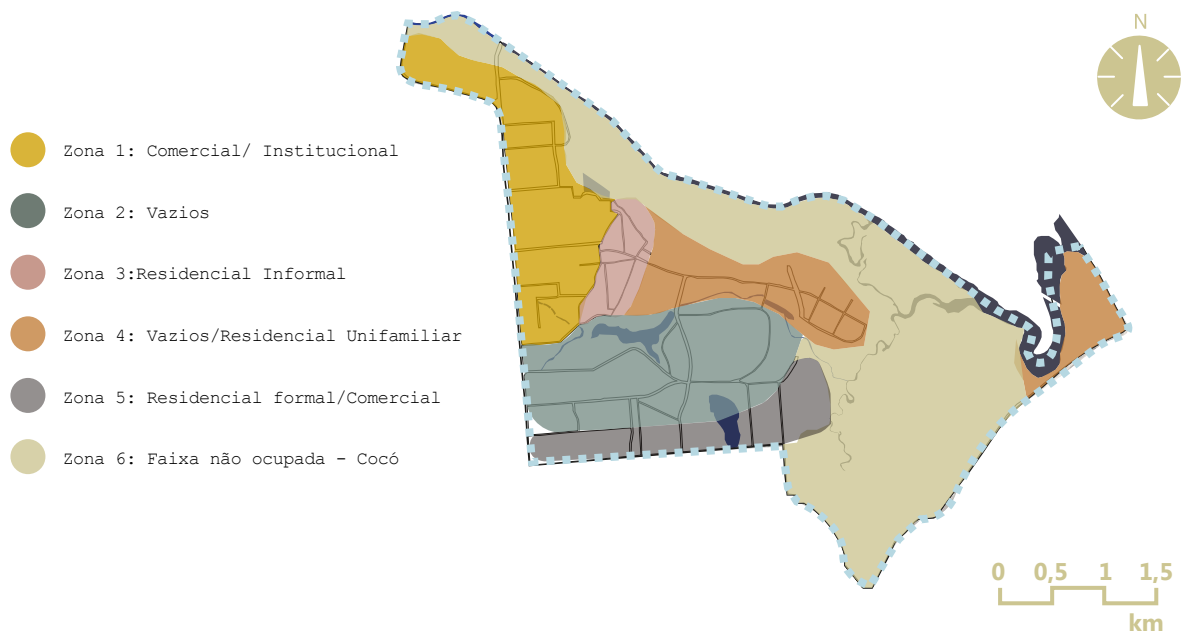 N
Zona 1: Comercial/ Institucional
Zona 2: Vazios
Zona 3:Residencial Informal
Zona 4: Vazios/Residencial Unifamiliar
Zona 5: Residencial formal/Comercial
Zona 6: Faixa não ocupada - Cocó
0 0,5 1 1,5
km